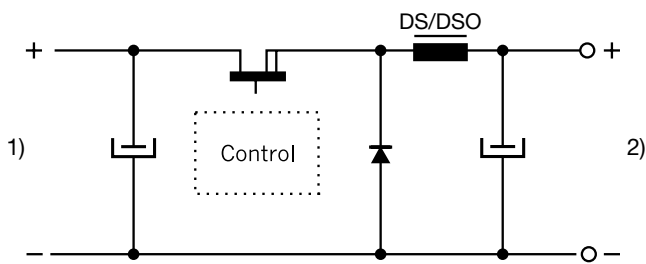 DS/DSO
+ +
1) Control 2)
− −